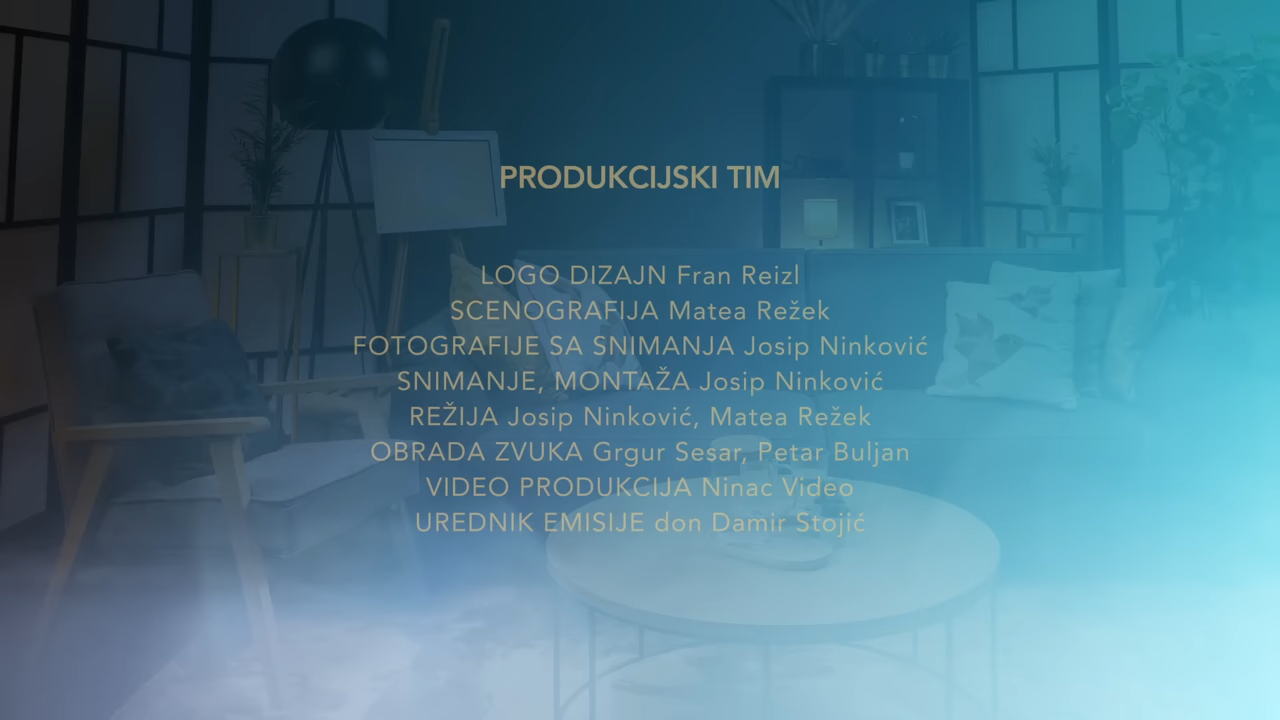 PRODUKCIJSKI TIM
LOGO DIZAJN Fran Reizl
SCENOGRAFIJA Matea Režek
FOTOGRAFIJE SA SNIMANJA Josip Ninković
SNIMANJE, MONTAŽA Josip Ninković
REŽIJA Josip Ninković, Matea Režek
OBRADA ZVUKA Grgur Sesar, Petar Buljan
VIDEO PRODUKCIJA Ninac Video
UREDNIK EMISIJE don Damir Stojić